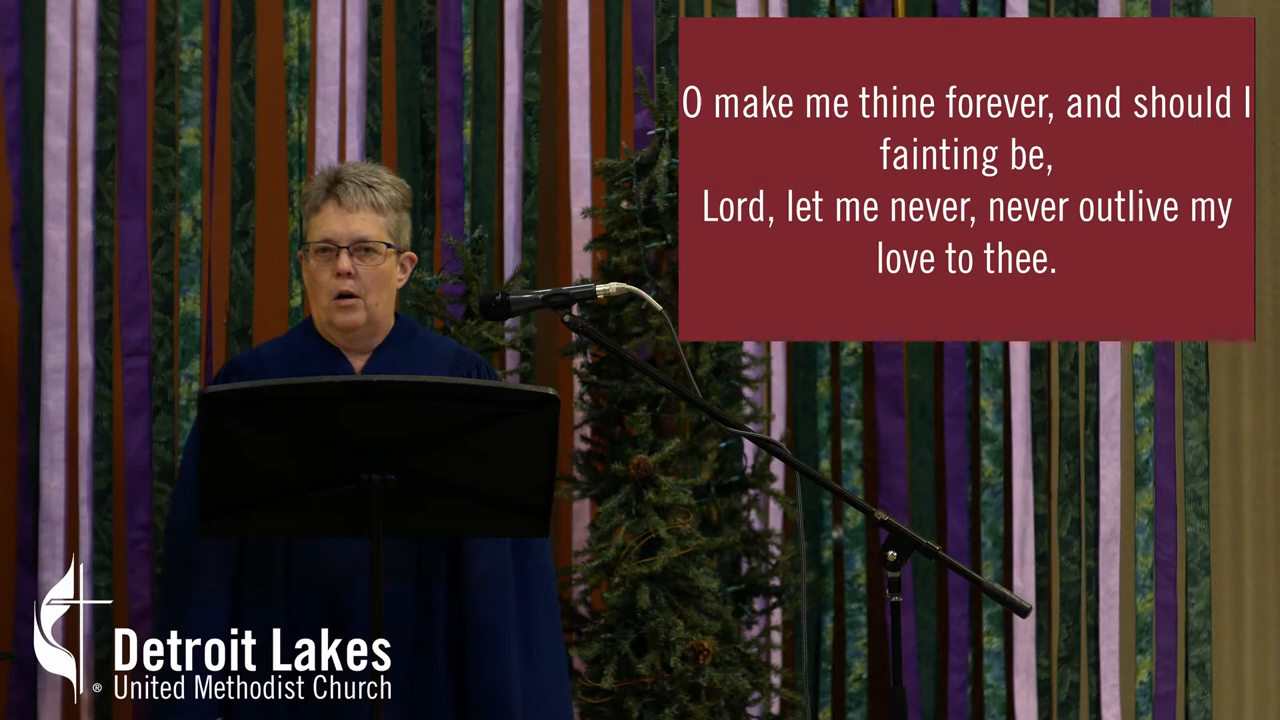 O make me thine forever, and should I
fainting be,
Lord, let me never, never outlive my
love to thee.
Detroit Lakes
® United Methodist Church